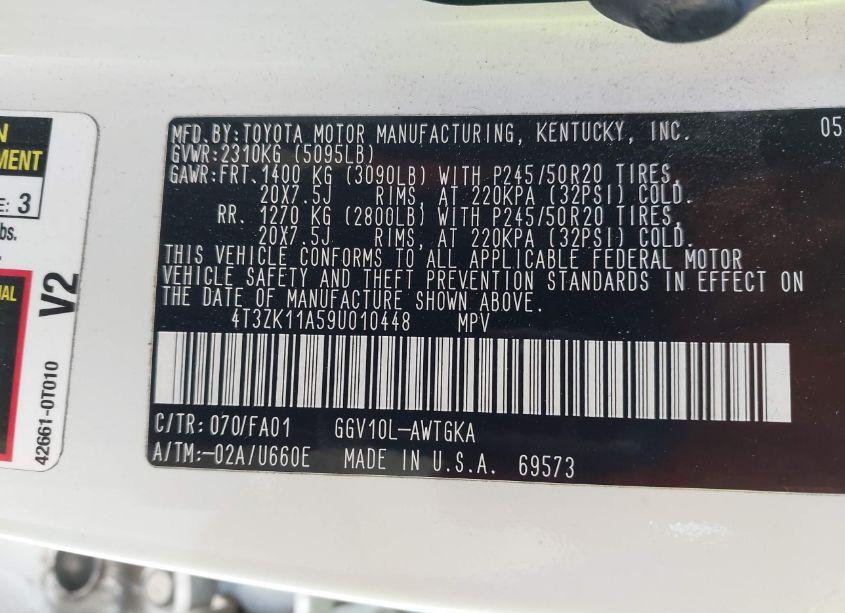 N
MENT
E: 3
bs.
AL
V2
42661-0T010
MFD.BY:TOYOTA MOTOR MANUFACTURING, KENTUCKY, INC. 05
GVWR:2310KG (5095LB)
GAWR:FRT.1400 KG (3090LB) WITH P245/50R20 TIRES,
20X7.5J RIMS, AT 220KPA (32PSI) COLD.
RR. 1270 KG (2800LB) WITH P245/50R20 TIRES,
20X7.5J RIMS, AT 220KPA (32PSI) COLD.
THIS VEHICLE CONFORMS TO ALL APPLICABLE FEDERAL MOTOR
VEHICLE SAFETY AND THEFT PREVENTION STANDARDS IN EFFECT ON
THE DATE OF MANUFACTURE SHOWN ABOVE.
4T3ZK11A59U010448 MPV
C/TR:070/FA01 GGV10L-AWTGKA
A/TM:-02A/U660E MADE IN U.S.A. 69573